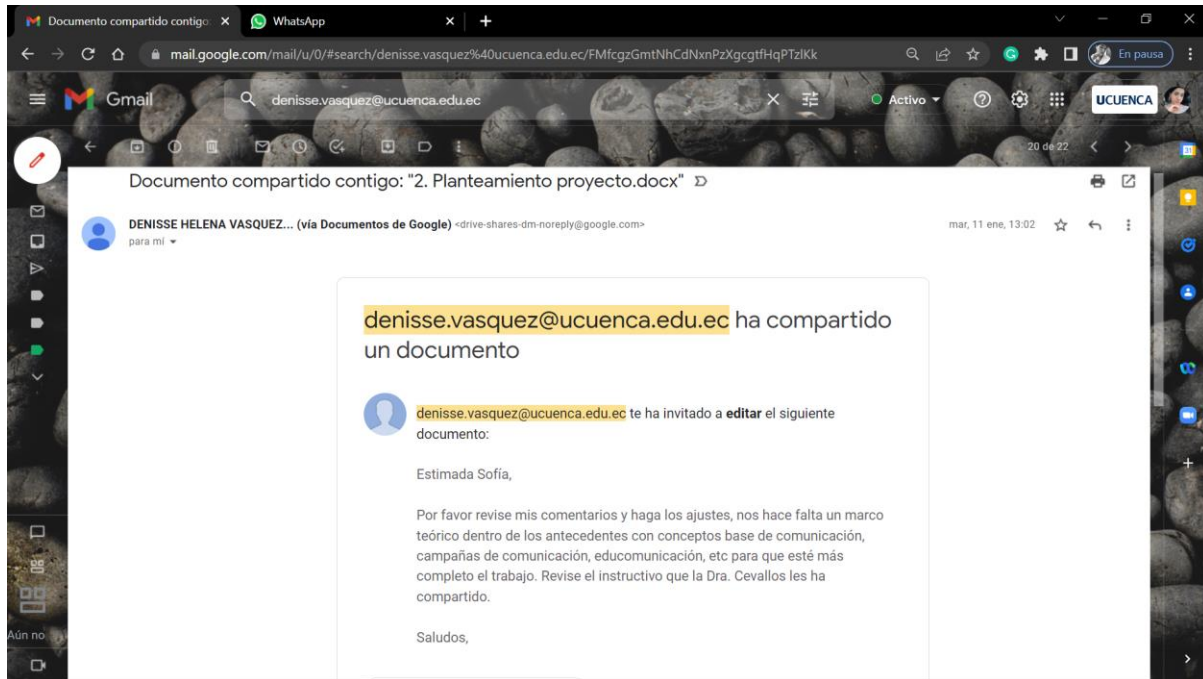 Documento compartido contigo: X
WhatsApp
mail.google.com/mail/u/0/#search/denisse.vasquez%40ucuenca.edu.ec/FMfcgzGmtNhCdNxnPzXgcgtfHqPTzlKk
En pausa
Gmail
denisse.vasquez@ucuenca.edu.ec
Activo
UCUENCA
20 de 22
31
Documento compartido contigo: "2. Planteamiento proyecto.docx"
DENISSE HELENA VASQUEZ... (vía Documentos de Google) <drive-shares-dm-noreply@google.com>
mar, 11 ene, 13:02
para mí
denisse.vasquez@ucuenca.edu.ec ha compartido
un documento
denisse.vasquez@ucuenca.edu.ec te ha invitado a editar el siguiente
documento:
Estimada Sofía,
Por favor revise mis comentarios y haga los ajustes, nos hace falta un marco
teórico dentro de los antecedentes con conceptos base de comunicación,
campañas de comunicación, educomunicación, etc para que esté más
completo el trabajo. Revise el instructivo que la Dra. Cevallos les ha
compartido.
Saludos,
Aún no